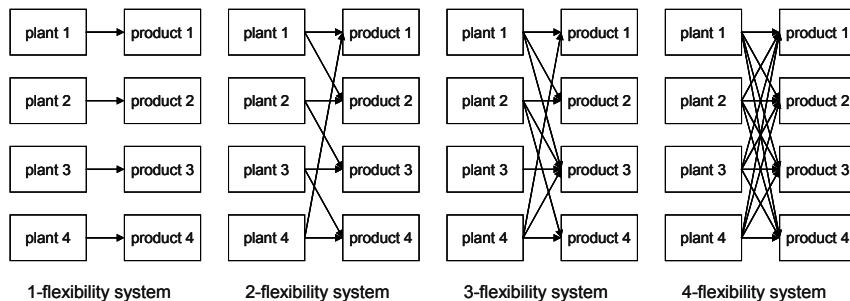 plant 1 product 1 plant 1 product 1 plant 1 product 1 plant 1 product 1
plant 2 product 2 plant 2 product 2 plant 2 product 2 plant 2 product 2
plant 3 product 3 plant 3 product 3 plant 3 product 3 plant 3 product 3
plant 4 product 4 plant 4 product 4 plant 4 product 4 plant 4 product 4
1-flexibility system 2-flexibility system 3-flexibility system 4-flexibility system